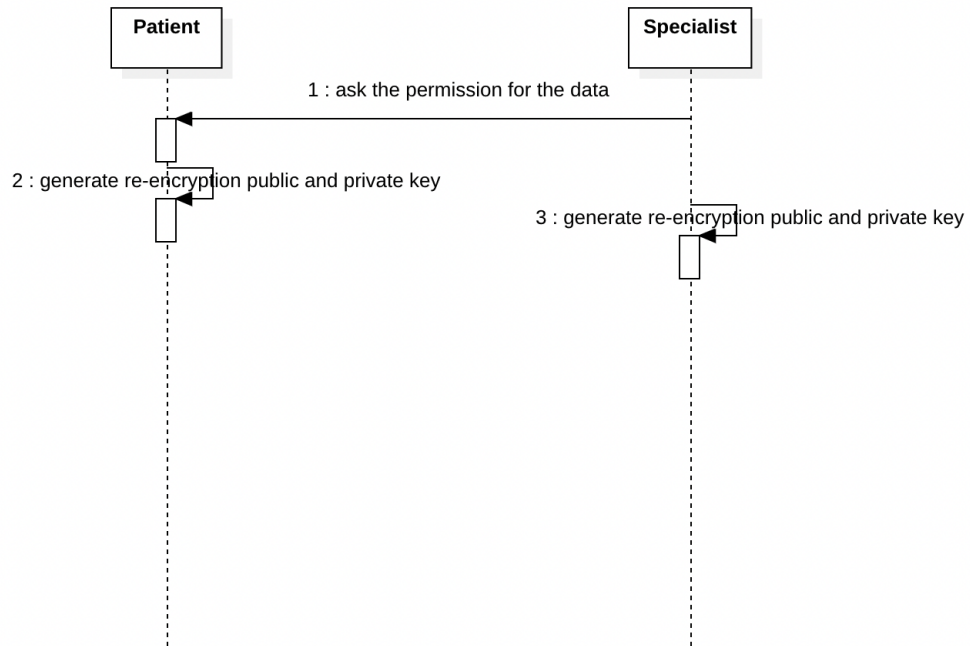 Patient
Specialist
1 : ask the permission for the data
2 : generate re-encryption public and private key
3 : generate re-encryption public and private key